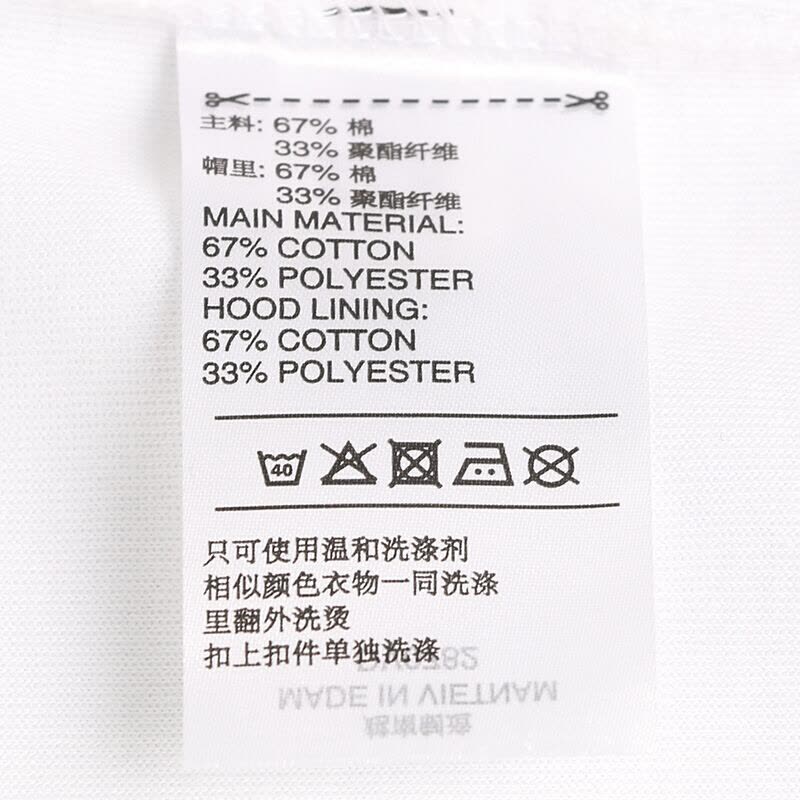 主料: 67% 棉
33% 聚酯纤维
帽里: 67% 棉
33% 聚酯纤维
MAIN MATERIAL:
67% COTTON
33% POLYESTER
HOOD LINING:
67% COTTON
33% POLYESTER
40
只可使用温和洗涤剂
相似颜色衣物一同洗涤
里翻外洗烫
扣上扣件单独洗涤
MADE IN VIETNAM